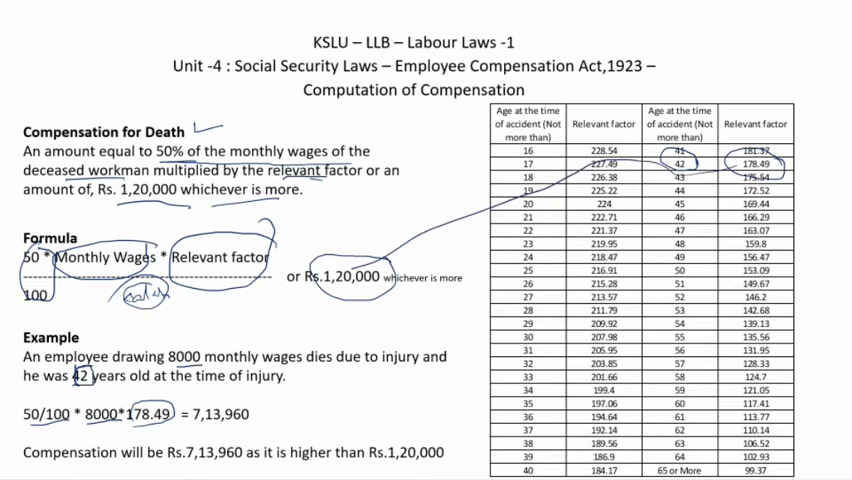 KSLU – LLB – Labour Laws -1
Unit -4 : Social Security Laws – Employee Compensation Act,1923 –
Computation of Compensation
Compensation for Death
An amount equal to 50% of the monthly wages of the
deceased workman multiplied by the relevant factor or an
amount of, Rs. 1,20,000 whichever is more.
Formula
50 * Monthly Wages * Relevant factor
or Rs.1,20,000 whichever is more
100
Example
An employee drawing 8000 monthly wages dies due to injury and
he was 42 years old at the time of injury.
50/100 * 8000*178.49 = 7,13,960
Compensation will be Rs.7,13,960 as it is higher than Rs.1,20,000
Age at the time of accident (Not more than) Relevant factor Age at the time of accident (Not more than) Relevant factor
16 228.54 41 181.37
17 227.49 42 178.49
18 226.38 43 175.54
19 225.22 44 172.52
20 224 45 169.44
21 222.71 46 166.29
22 221.37 47 163.07
23 219.95 48 159.8
24 218.47 49 156.47
25 216.91 50 153.09
26 215.28 51 149.67
27 213.57 52 146.2
28 211.79 53 142.68
29 209.92 54 139.13
30 207.98 55 135.56
31 205.95 56 131.95
32 203.85 57 128.33
33 201.66 58 124.7
34 199.4 59 121.05
35 197.06 60 117.41
36 194.64 61 113.77
37 192.14 62 110.14
38 189.56 63 106.52
39 186.9 64 102.93
40 184.17 65 or More 99.37